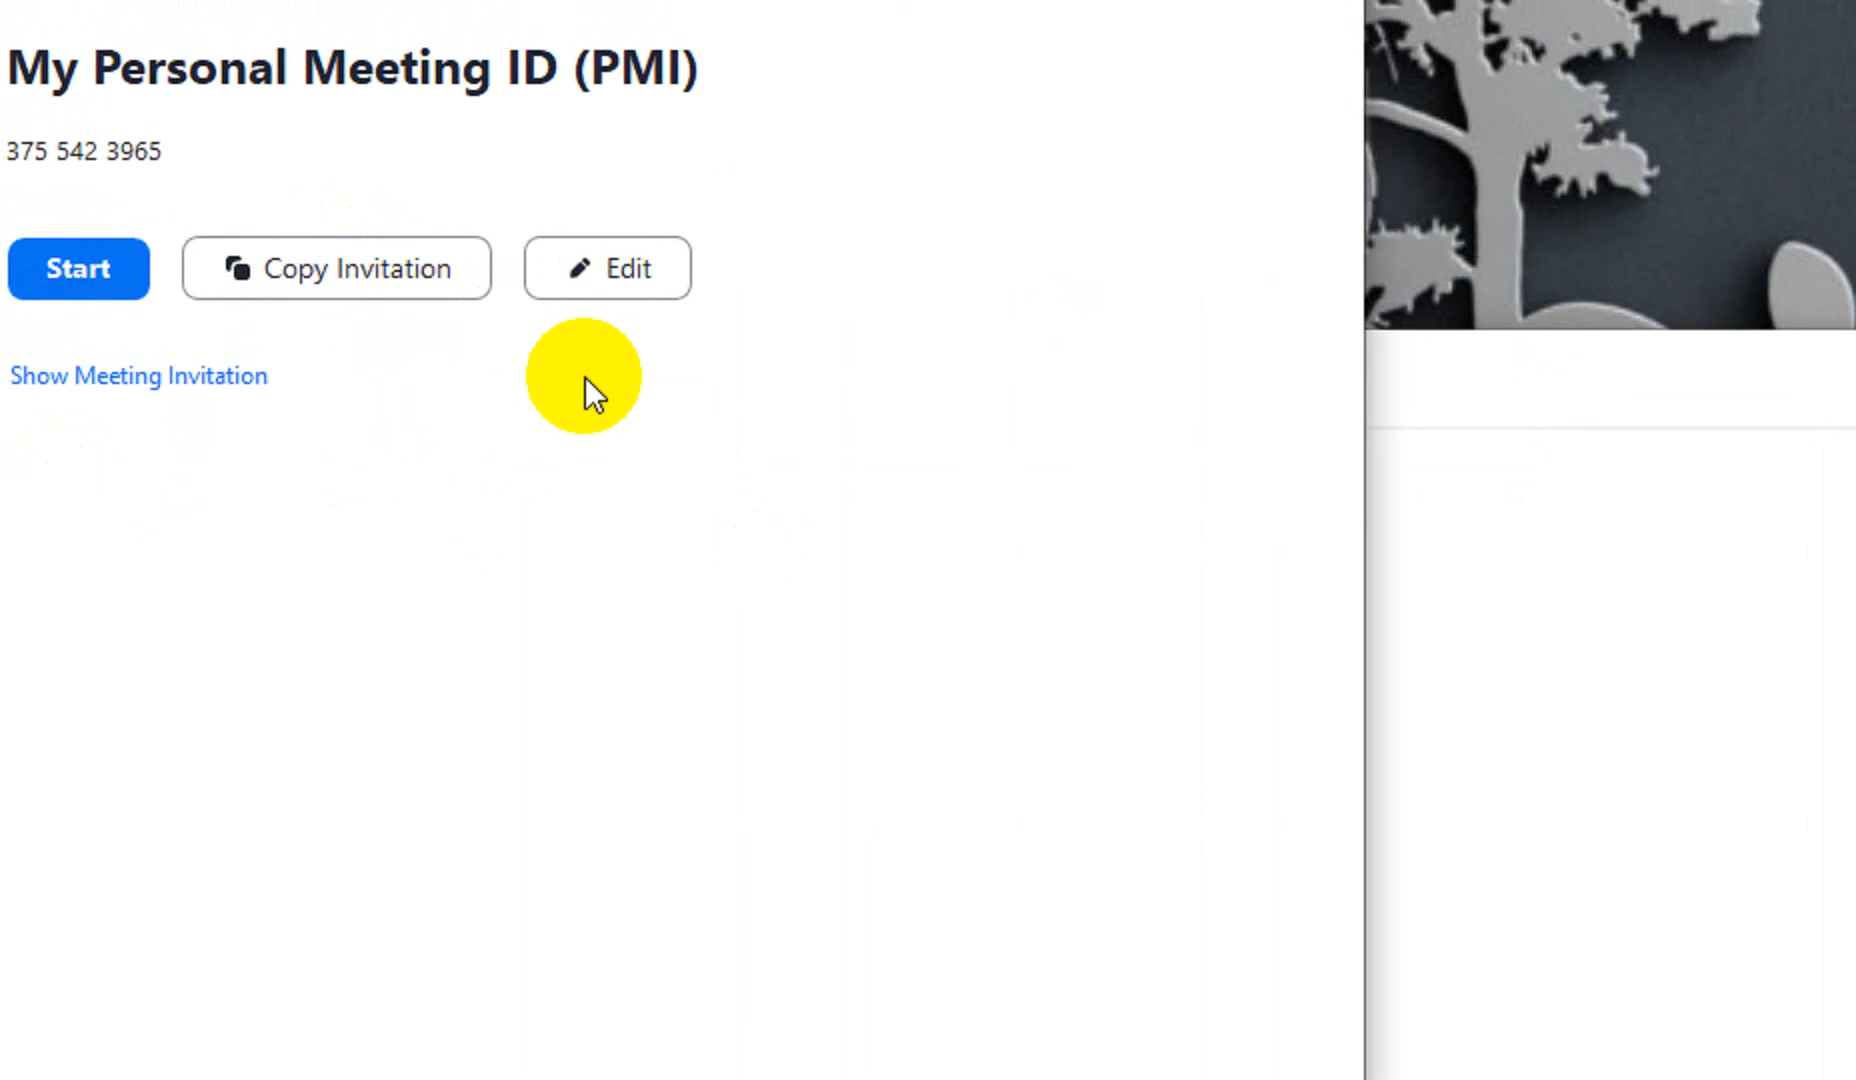 My Personal Meeting ID (PMI)
375 542 3965
Start
Copy Invitation
Edit
Show Meeting Invitation